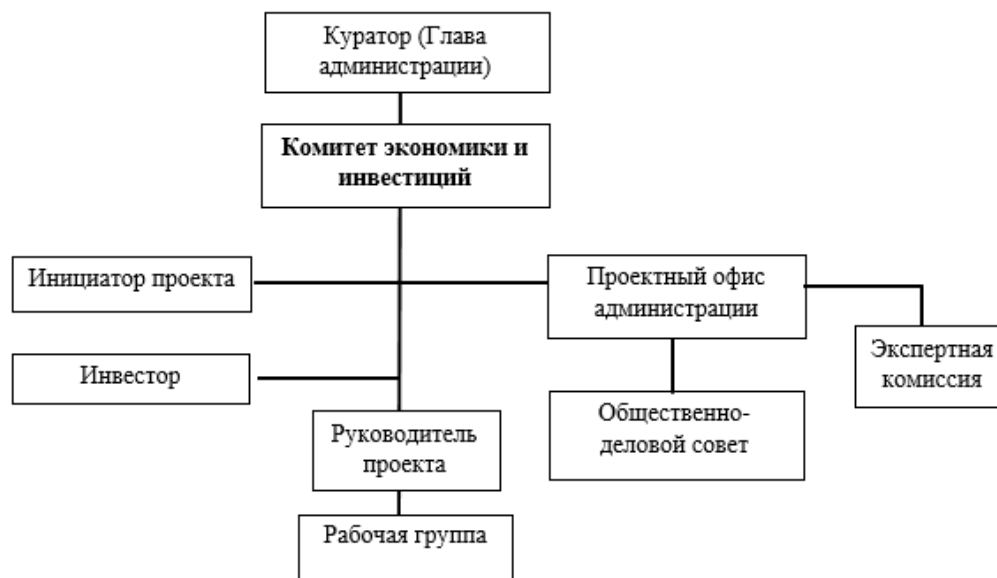 Куратор (Глава
администрации)
Комитет экономики и
инвестиций
Инициатор проекта
Проектный офис
администрации
Экспертная
комиссия
Инвестор
Общественно-
деловой совет
Руководитель
проекта
Рабочая группа